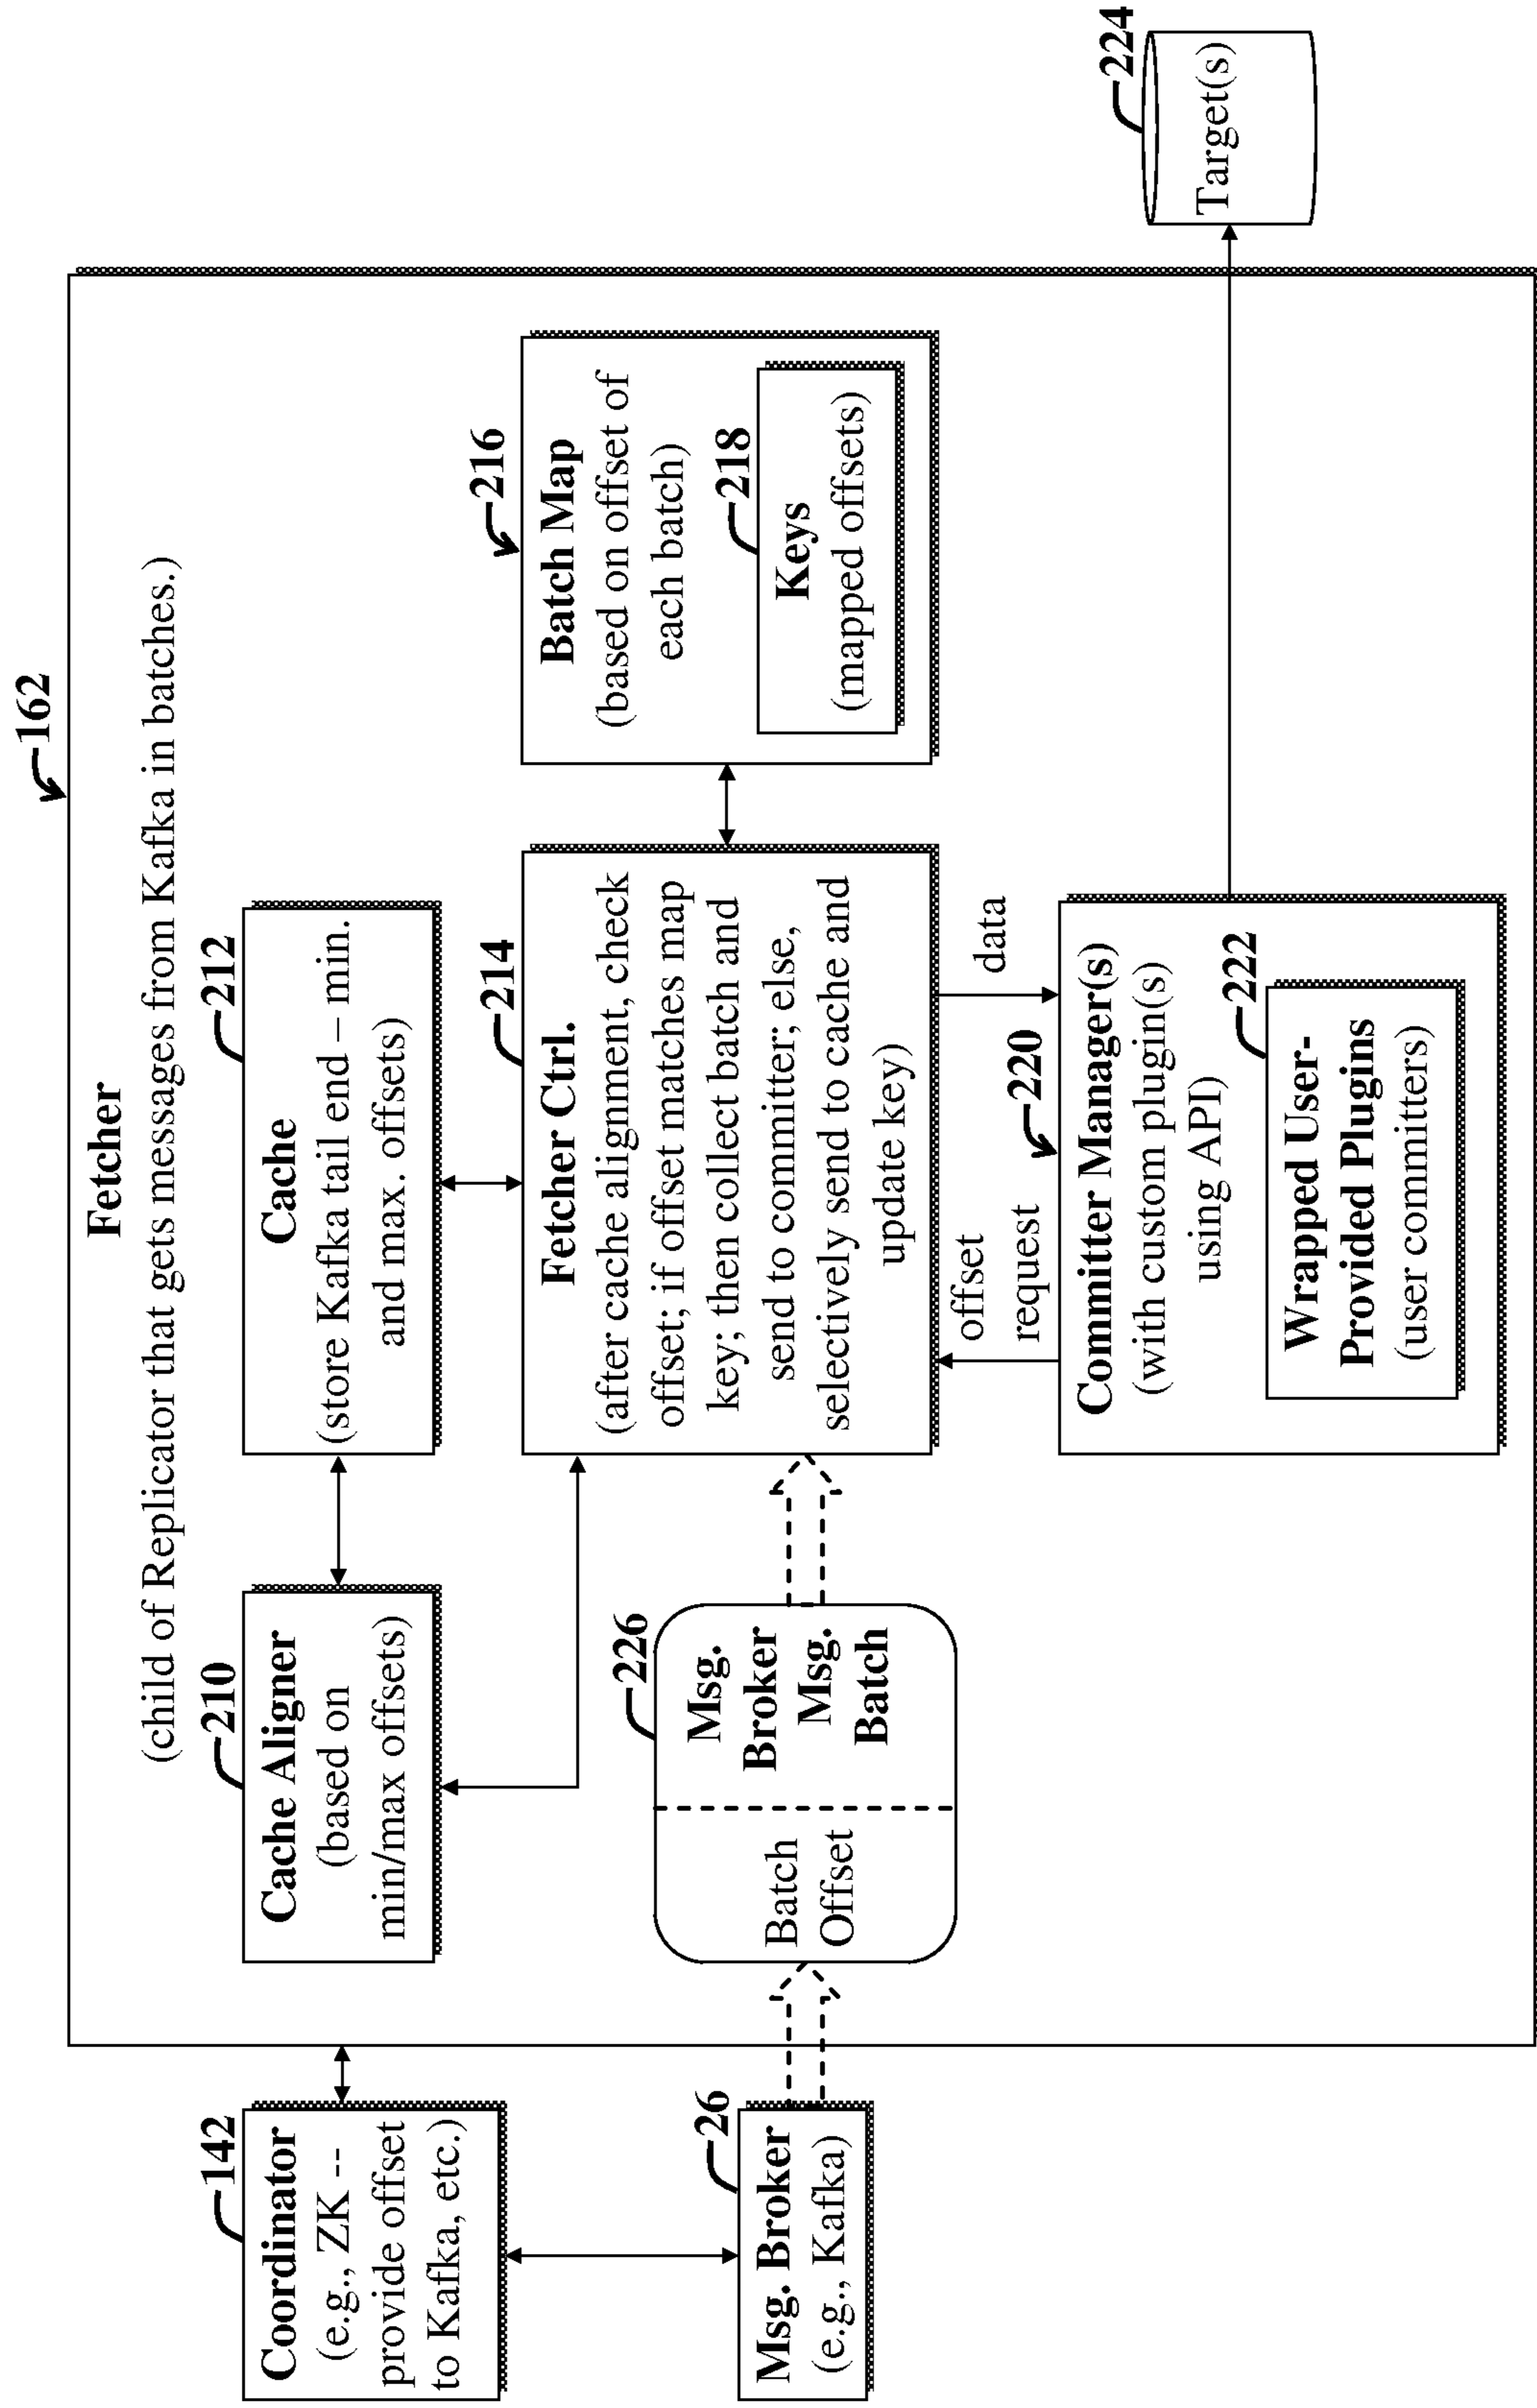 162
Fetcher
(child of Replicator that gets messages from Kafka in batches.)
142
Coordinator
(e.g., ZK --
provide offset
to Kafka, etc.)
26
Msg. Broker
(e.g., Kafka)
210
Cache Aligner
(based on
min/max offsets)
212
Cache
(store Kafka tail end – min.
and max. offsets)
226
Batch
Offset
Msg.
Broker
Msg.
Batch
214
Fetcher Ctrl.
(after cache alignment, check
offset; if offset matches map
key; then collect batch and
send to committer; else,
selectively send to cache and
update key)
216
Batch Map
(based on offset of
each batch)
218
Keys
(mapped offsets)
offset
request
220
data
Committer Manager(s)
(with custom plugin(s)
using API)
222
Wrapped User-
Provided Plugins
(user committers)
224
Target(s)